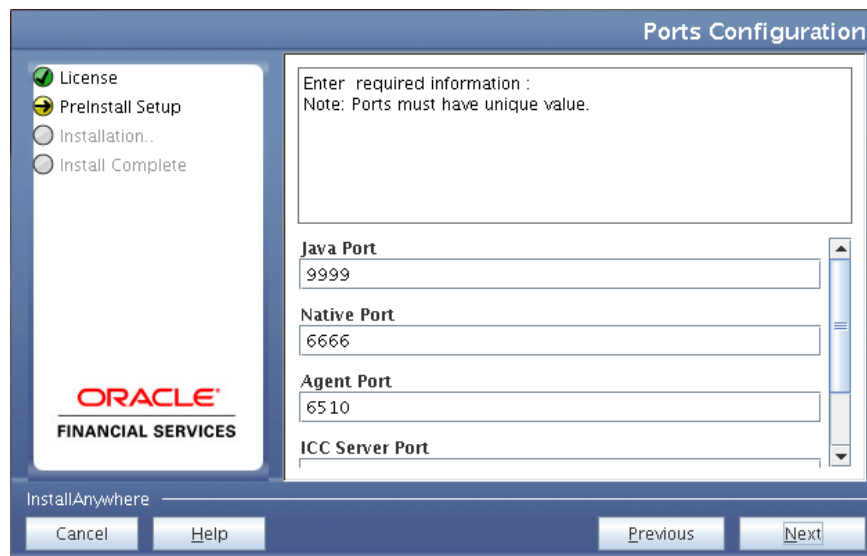 Ports Configuration
License
PreInstall Setup
Installation..
Install Complete
ORACLE
FINANCIAL SERVICES
Enter required information :
Note: Ports must have unique value.
Java Port
9999
Native Port
6666
Agent Port
6510
ICC Server Port
InstallAnywhere
Cancel
Help
Previous
Next